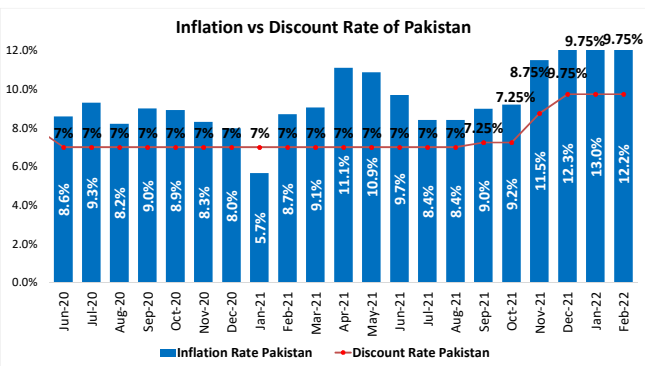 Inflation vs Discount Rate of Pakistan
9.75% 9.75%
12.0%
8.75% 9.75%
10.0%
7.25%
8.0%
7% 7% 7% 7% 7% 7% 7% 7% 7% 7% 7% 7% 7% 7% 7% 7.25%
6.0%
4.0%
2.0%
0.0%
8.6% 9.3% 8.2% 9.0% 8.9% 8.3% 8.0% 5.7% 8.7% 9.1% 11.1% 10.9% 9.7% 8.4% 8.4% 9.0% 9.2% 11.5% 12.3% 13.0% 12.2%
Jun-20 Jul-20 Aug-20 Sep-20 Oct-20 Nov-20 Dec-20 Jan-21 Feb-21 Mar-21 Apr-21 May-21 Jun-21 Jul-21 Aug-21 Sep-21 Oct-21 Nov-21 Dec-21 Jan-22 Feb-22
Inflation Rate Pakistan Discount Rate Pakistan